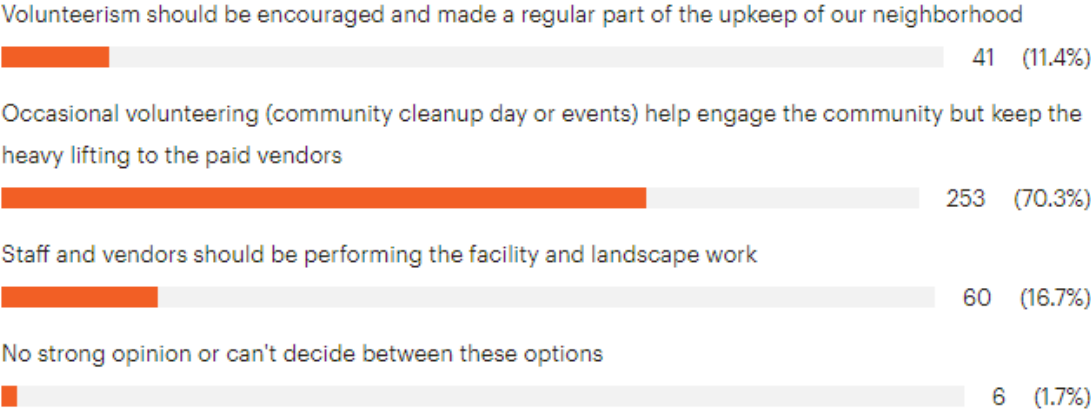 Volunteerism should be encouraged and made a regular part of the upkeep of our neighborhood
41 (11.4%)
Occasional volunteering (community cleanup day or events) help engage the community but keep the
heavy lifting to the paid vendors
253 (70.3%)
Staff and vendors should be performing the facility and landscape work
60 (16.7%)
No strong opinion or can't decide between these options
6 (1.7%)